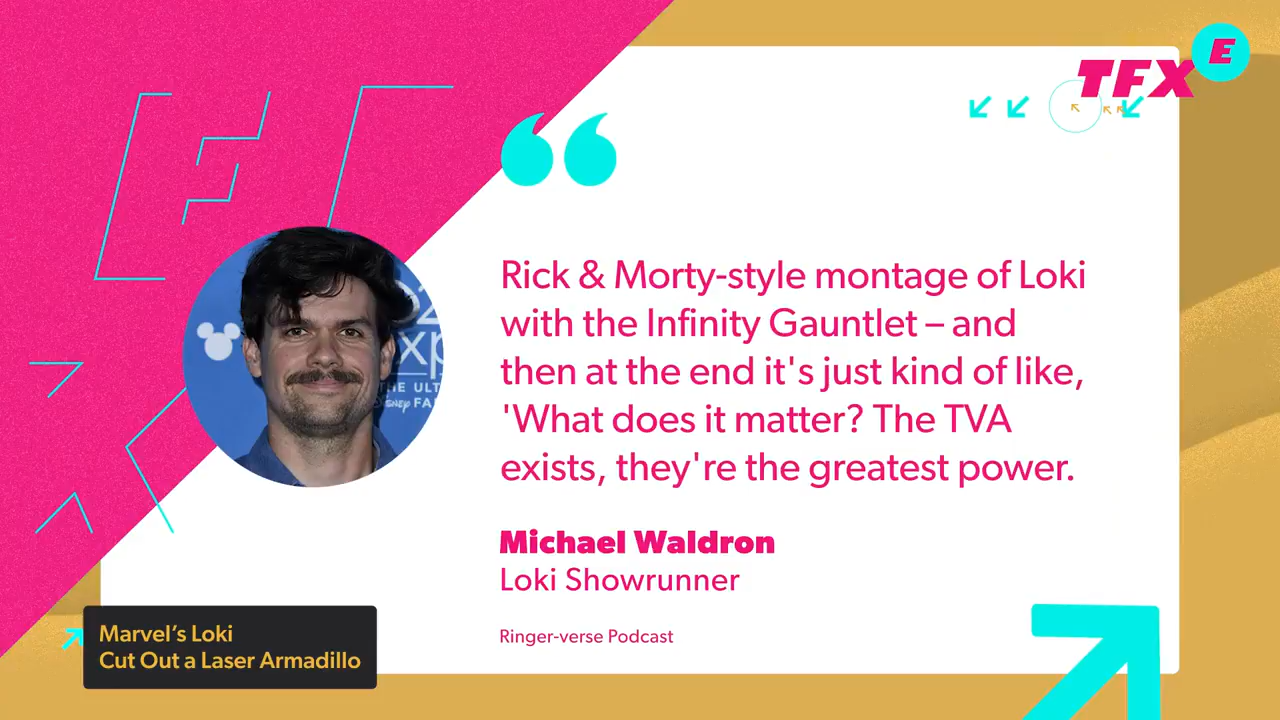 TFX
E
Rick & Morty-style montage of Loki
with the Infinity Gauntlet – and
then at the end it's just kind of like,
'What does it matter? The TVA
exists, they're the greatest power.
Michael Waldron
Loki Showrunner
Ringer-verse Podcast
Marvel’s Loki
Cut Out a Laser Armadillo